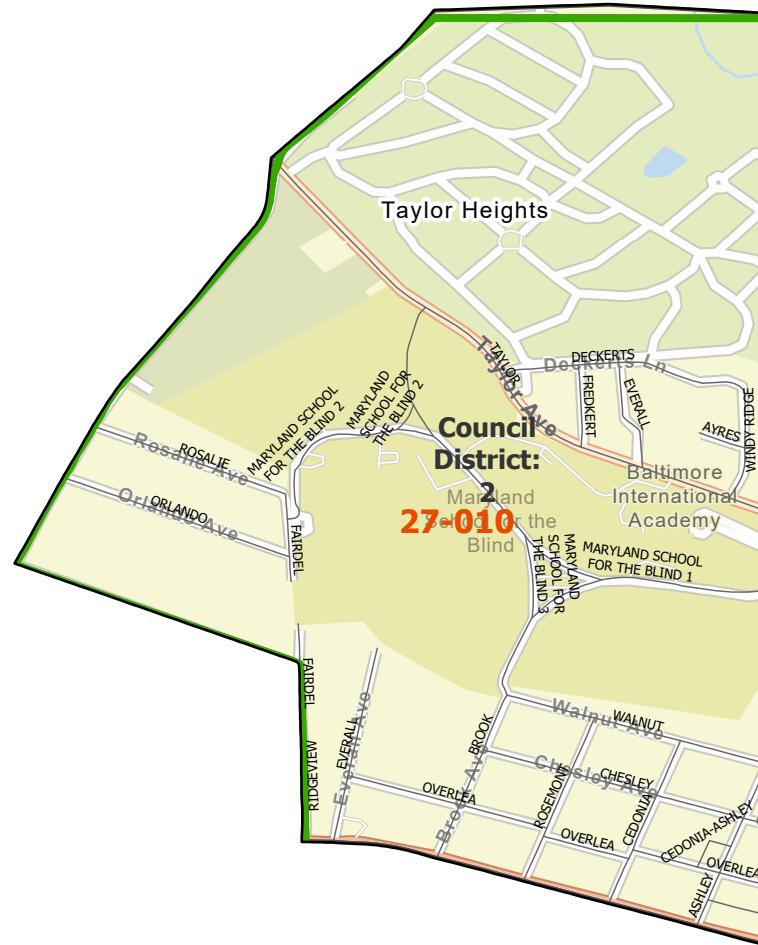 Taylor Heights
TAYLOR
Taylor Ave
DECKERTS
Deckerts Ln
FREDKERT
EVERALL
WINDY RIDGE
AYRES
MARYLAND
SCHOOL FOR
THE BLIND 2
MARYLAND SCHOOL
FOR THE BLIND 2
Council
District:
2
27-010
Maryland
School for the
Blind
Baltimore
International
Academy
ROSALIE
Rosalie Ave
ORLANDO
Orlando Ave
FAIRDEL
MARYLAND
SCHOOL FOR
THE BLIND 3
MARYLAND SCHOOL
FOR THE BLIND 1
FAIRDEL
RIDGEVIEW
EVERALL
Everall Ave
BROOK
Brook Ave
WALNUT
Walnut Ave
CHESLEY
Chesley Ave
OVERLEA
ROSEMONT
OVERLEA
CEDONIA
CEDONIA-ASHLEY
OVERLEA
ASHLEY